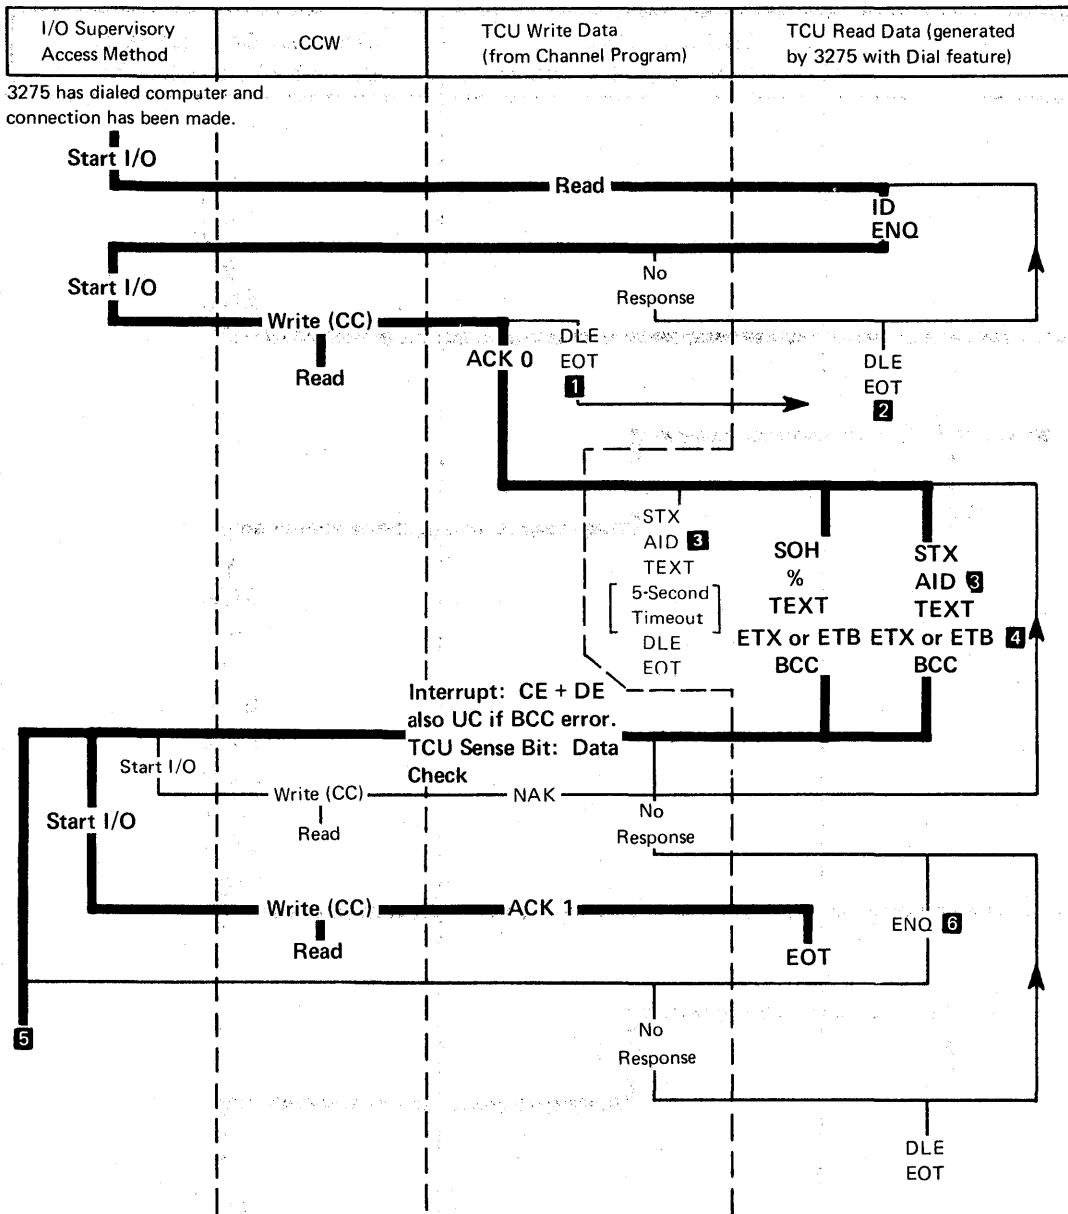 I/O Supervisory
Access Method
CCW
TCU Write Data
(from Channel Program)
TCU Read Data (generated
by 3275 with Dial feature)
3275 has dialed computer and
connection has been made.
Start I/O
Read
ID
ENQ
Start I/O
No
Response
Write (CC)
Read
ACK 0
DLE
EOT
1
DLE
EOT
2
STX
AID 3
TEXT
5-Second
Timeout
DLE
EOT
SOH
%
TEXT
ETX or ETB
BCC
STX
AID 3
TEXT
ETX or ETB 4
BCC
Interrupt: CE + DE
also UC if BCC error.
TCU Sense Bit: Data
Check
Start I/O
Write (CC)
NAK
Read
No
Response
Start I/O
Write (CC)
ACK 1
Read
EOT
ENQ 6
5
No
Response
DLE
EOT